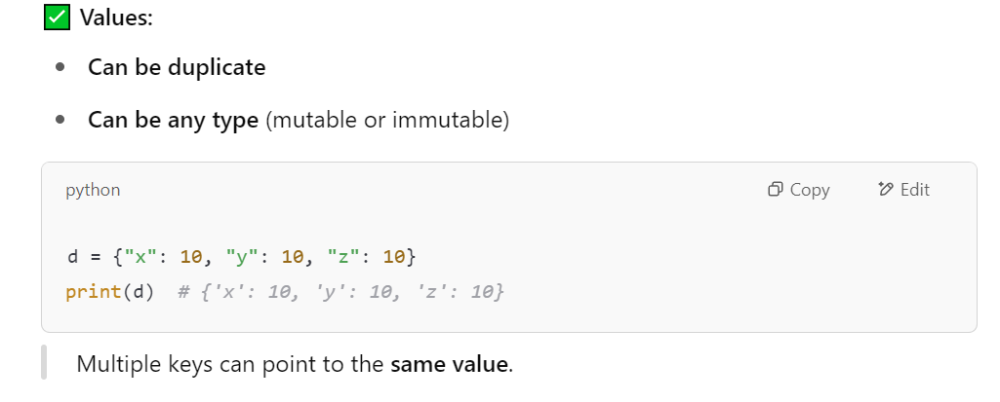 ✅ Values:
• Can be duplicate
• Can be any type (mutable or immutable)
python Copy Edit
d = {"x": 10, "y": 10, "z": 10}
print(d)  # {'x': 10, 'y': 10, 'z': 10}
Multiple keys can point to the same value.